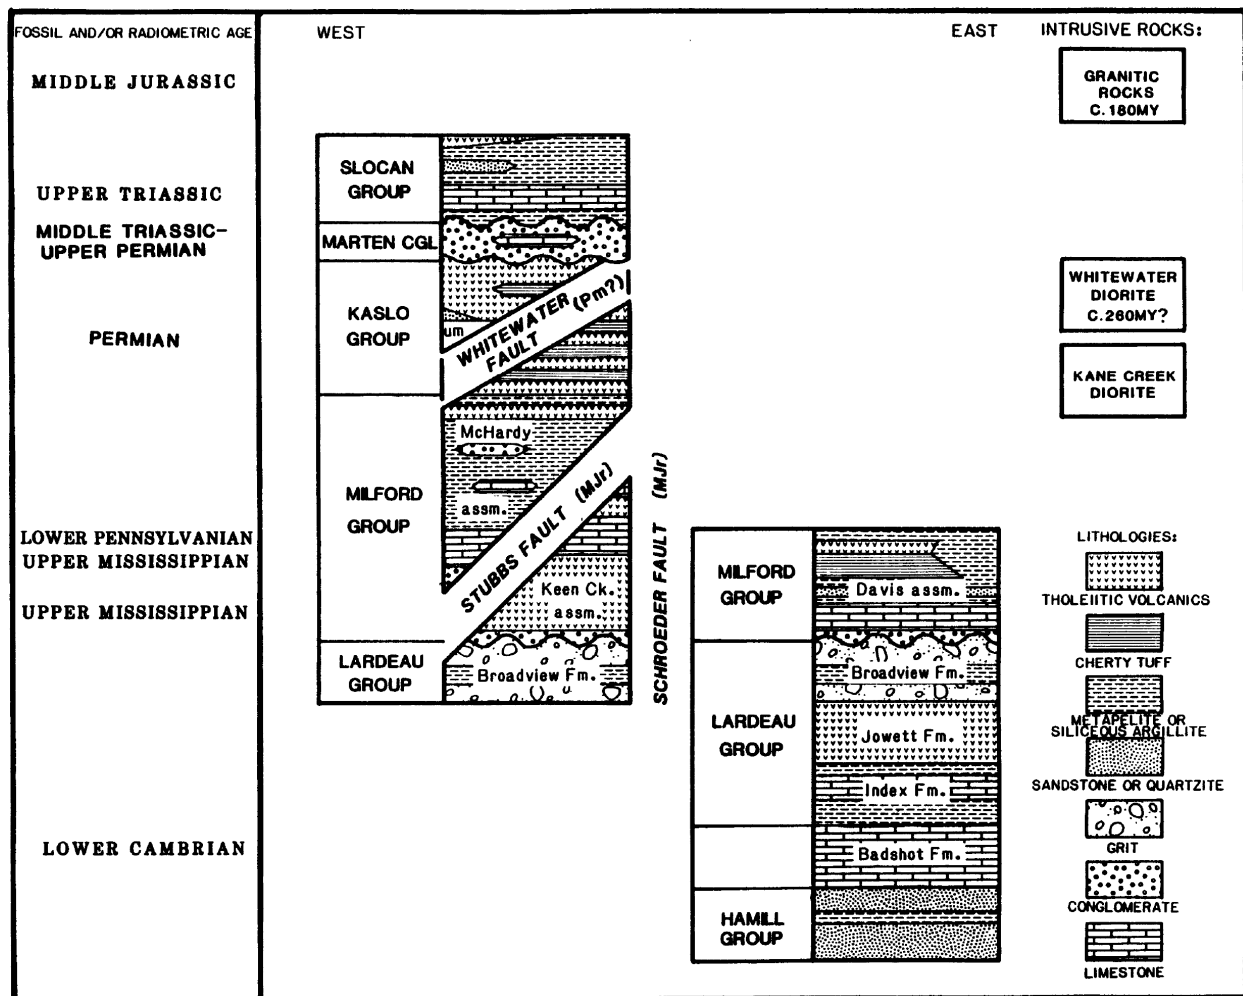 FOSSIL AND/OR RADIOMETRIC AGE
WEST
EAST
INTRUSIVE ROCKS:
MIDDLE JURASSIC
GRANITIC
ROCKS
C.180MY
SLOCAN
GROUP
UPPER TRIASSIC
MIDDLE TRIASSIC-
UPPER PERMIAN
MARTEN CGL
KASLO
GROUP
um
WHITEWATER (Pm?)
FAULT
WHITEWATER
DIORITE
C.260MY?
PERMIAN
KANE CREEK
DIORITE
McHardy
assm.
MILFORD
GROUP
STUBBS FAULT (MJr)
SCHROEDER FAULT (MJr)
LOWER PENNSYLVANIAN
UPPER MISSISSIPPIAN
UPPER MISSISSIPPIAN
Keen Ck.
assm.
LARDEAU
GROUP
Broadview Fm.
MILFORD
GROUP
Davis assm.
Broadview Fm.
LARDEAU
GROUP
Jowett Fm.
Index Fm.
LOWER CAMBRIAN
Badshot Fm.
HAMILL
GROUP
LITHOLOGIES:
THOLEIITIC VOLCANICS
CHERTY TUFF
METAPELITE OR
SILICEOUS ARGILLITE
SANDSTONE OR QUARTZITE
GRIT
CONGLOMERATE
LIMESTONE